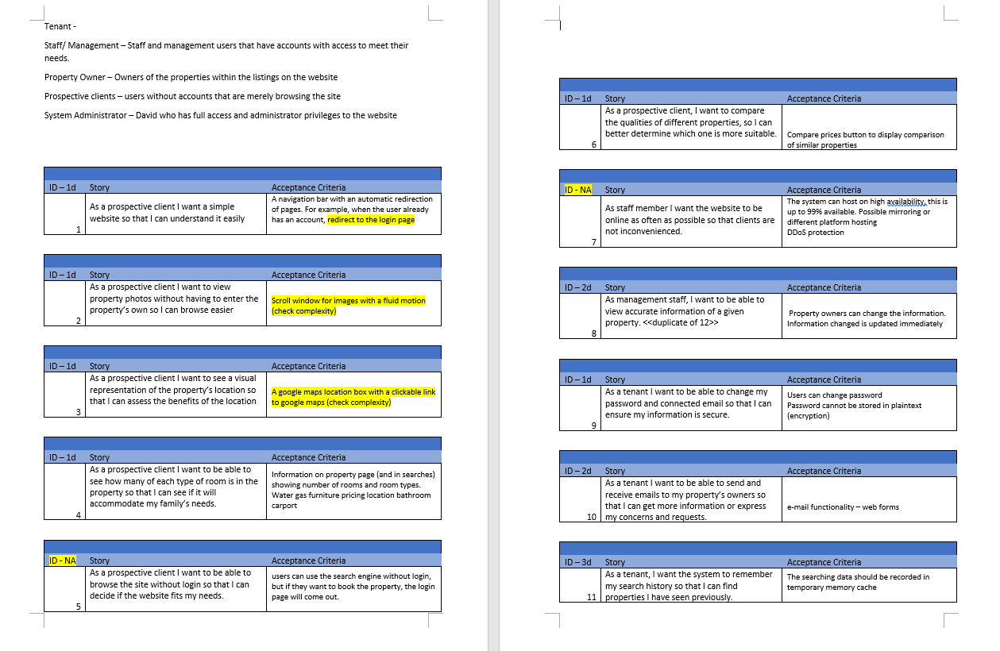 Tenant -
Staff/ Management – Staff and management users that have accounts with access to meet their
needs.
Property Owner – Owners of the properties within the listings on the website
Prospective clients – users without accounts that are merely browsing the site
System Administrator – David who has full access and administrator privileges to the website
ID – 1d Story Acceptance Criteria
1
As a prospective client I want a simple
website so that I can understand it easily
A navigation bar with an automatic redirection
of pages. For example, when the user already
has an account, redirect to the login page
ID – 1d Story Acceptance Criteria
2
As a prospective client I want to view
property photos without having to enter the
property’s own so I can browse easier
Scroll window for images with a fluid motion
(check complexity)
ID – 1d Story Acceptance Criteria
3
As a prospective client I want to see a visual
representation of the property’s location so
that I can assess the benefits of the location
A google maps location box with a clickable link
to google maps (check complexity)
ID – 1d Story Acceptance Criteria
4
As a prospective client I want to be able to
see how many of each type of room is in the
property so that I can see if it will
accommodate my family’s needs.
Information on property page (and in searches)
showing number of rooms and room types.
Water gas furniture pricing location bathroom
carport
ID - NA Story Acceptance Criteria
5
As a prospective client I want to be able to
browse the site without login so that I can
decide if the website fits my needs.
users can use the search engine without login,
but if they want to book the property, the login
page will come out.
ID – 1d Story Acceptance Criteria
6
As a prospective client, I want to compare
the qualities of different properties, so I can
better determine which one is more suitable.
Compare prices button to display comparison
of similar properties
ID - NA Story Acceptance Criteria
7
As staff member I want the website to be
online as often as possible so that clients are
not inconvenienced.
The system can host on high availability, this is
up to 99% available. Possible mirroring or
different platform hosting
DDoS protection
ID – 2d Story Acceptance Criteria
8
As management staff, I want to be able to
view accurate information of a given
property. <<duplicate of 12>>
Property owners can change the information.
Information changed is updated immediately
ID – 1d Story Acceptance Criteria
9
As a tenant I want to be able to change my
password and connected email so that I can
ensure my information is secure.
Users can change password
Password cannot be stored in plaintext
(encryption)
ID – 2d Story Acceptance Criteria
10
As a tenant I want to be able to send and
receive emails to my property’s owners so
that I can get more information or express
my concerns and requests.
e-mail functionality – web forms
ID – 3d Story Acceptance Criteria
11
As a tenant, I want the system to remember
my search history so that I can find
properties I have seen previously.
The searching data should be recorded in
temporary memory cache